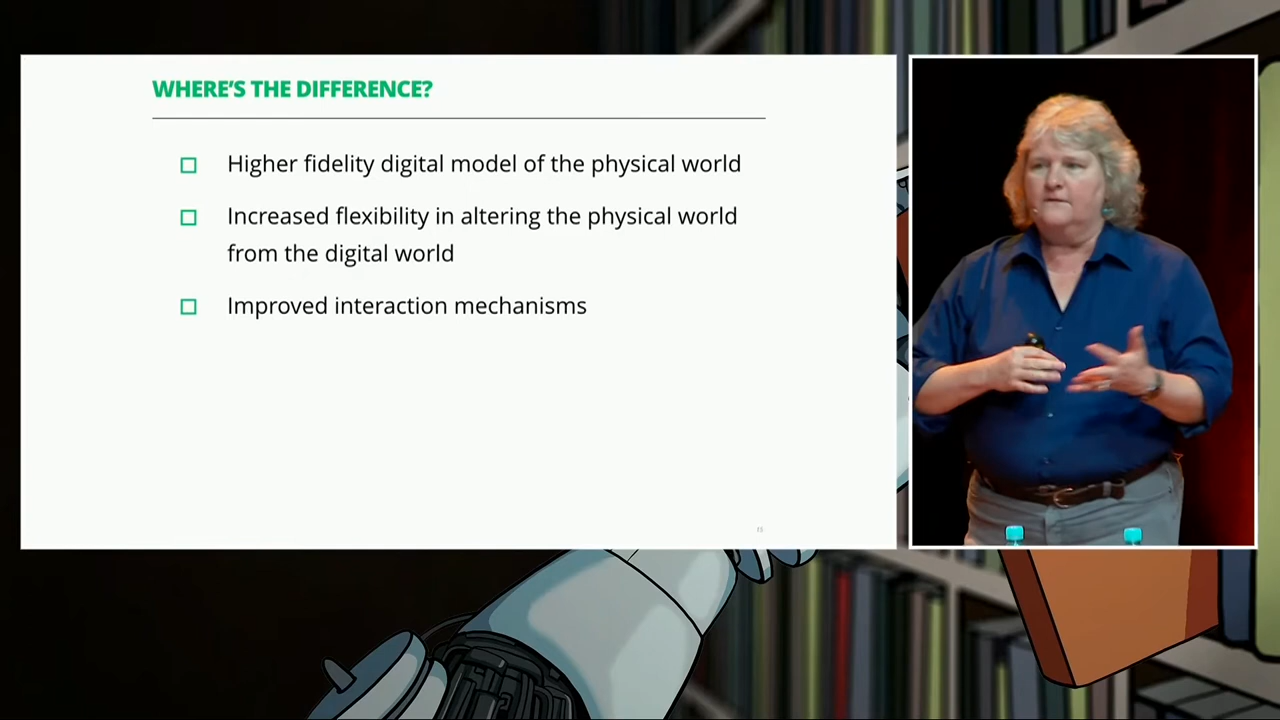 WHERE'S THE DIFFERENCE?
Higher fidelity digital model of the physical world
Increased flexibility in altering the physical world
from the digital world
Improved interaction mechanisms
15